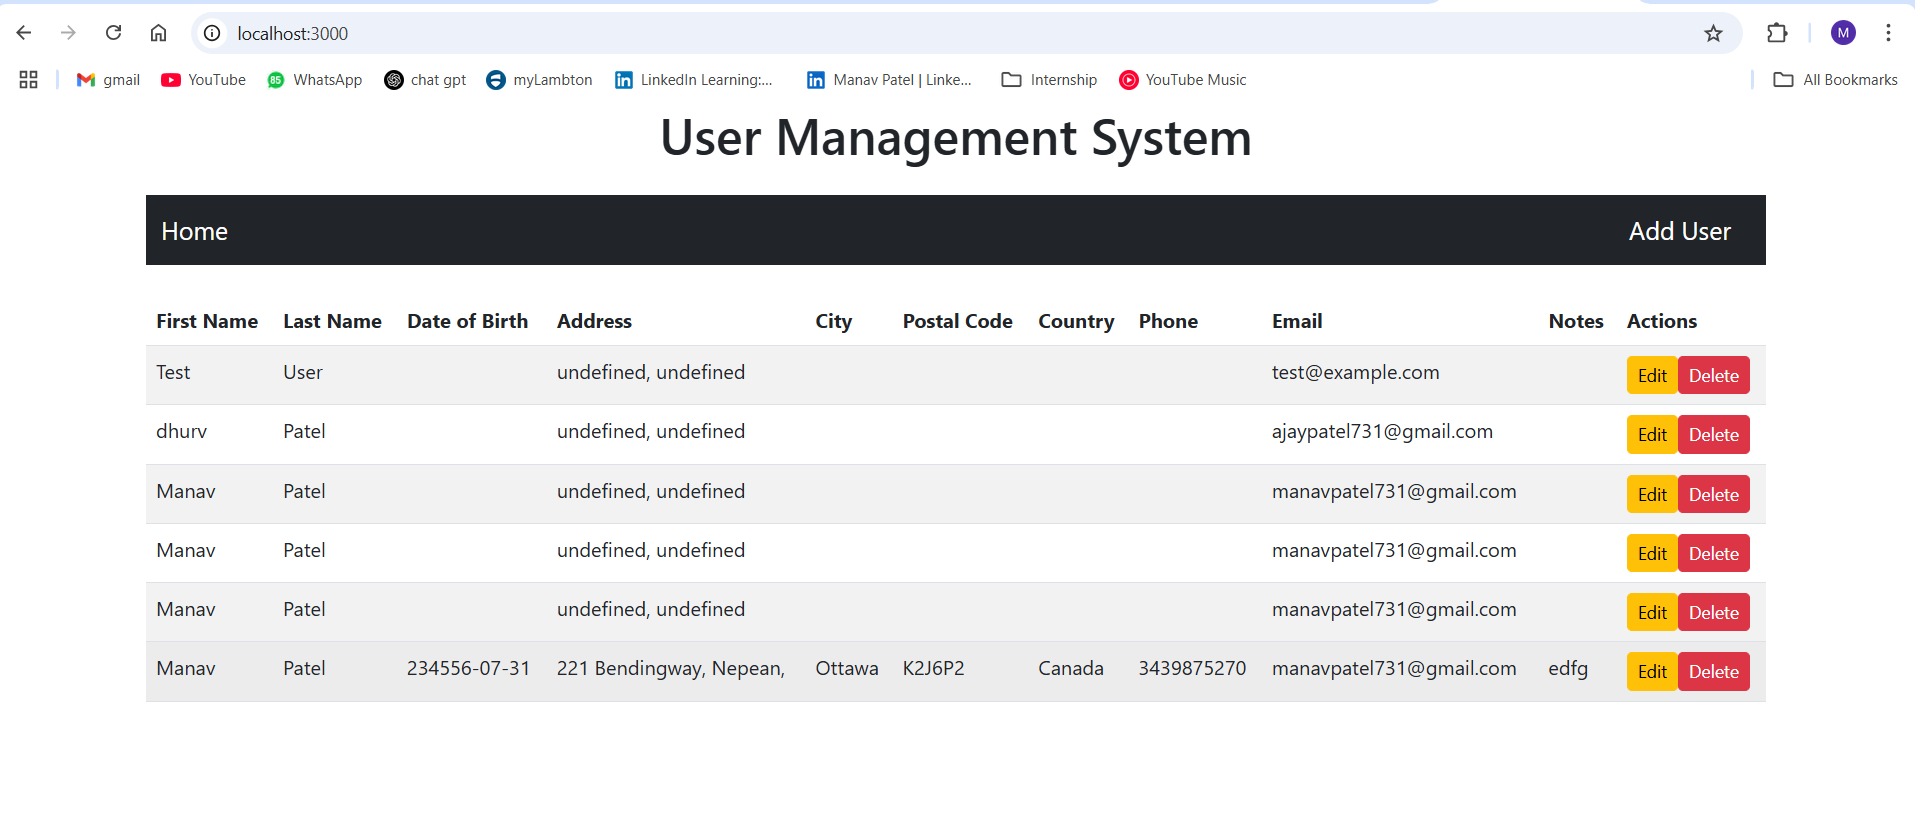 localhost:3000 M
gmail YouTube 85 WhatsApp chat gpt myLambton in LinkedIn Learning:... in Manav Patel | Linke... Internship YouTube Music All Bookmarks
User Management System
Home Add User
First Name Last Name Date of Birth Address City Postal Code Country Phone Email Notes Actions
Test User undefined, undefined test@example.com Edit Delete
dhurv Patel undefined, undefined ajaypatel731@gmail.com Edit Delete
Manav Patel undefined, undefined manavpatel731@gmail.com Edit Delete
Manav Patel undefined, undefined manavpatel731@gmail.com Edit Delete
Manav Patel undefined, undefined manavpatel731@gmail.com Edit Delete
Manav Patel 234556-07-31 221 Bendingway, Nepean, Ottawa K2J6P2 Canada 3439875270 manavpatel731@gmail.com edfg Edit Delete